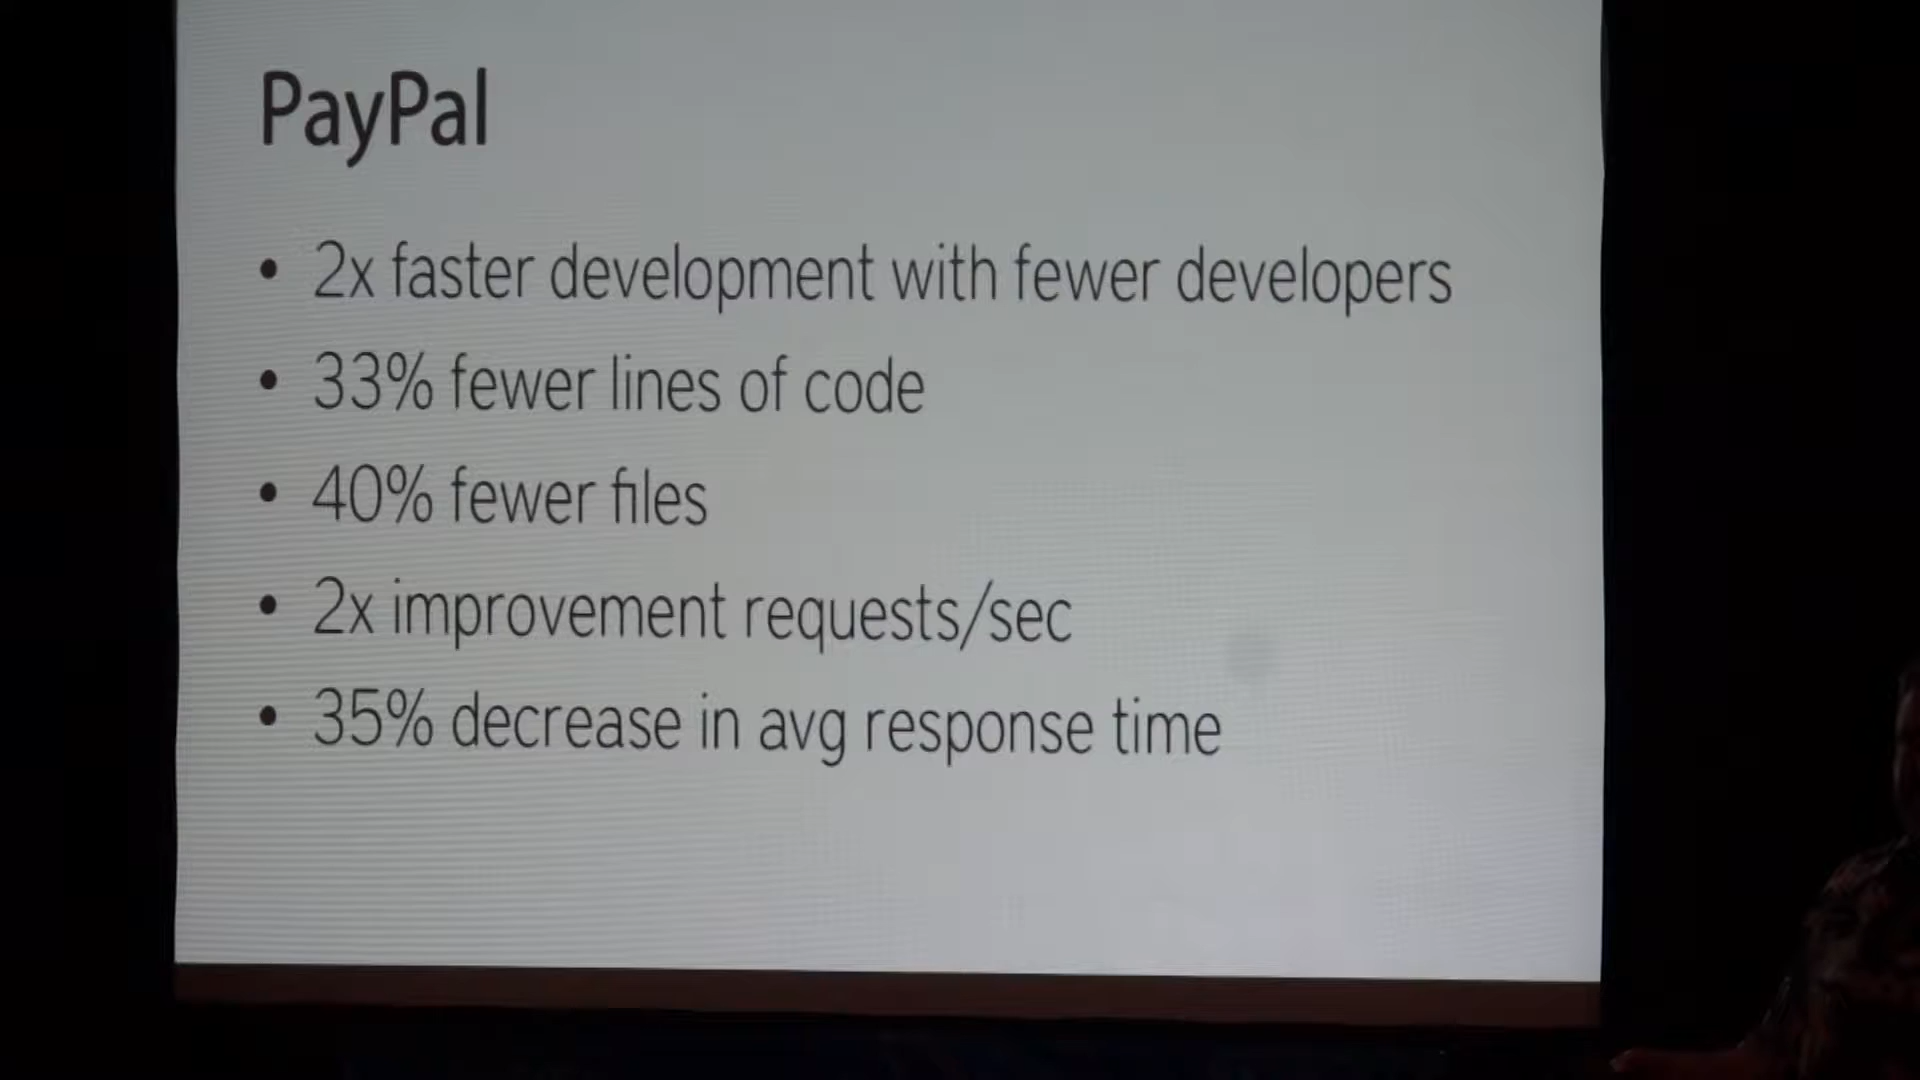 PayPal
• 2x faster development with fewer developers
• 33% fewer lines of code
• 40% fewer files
• 2x improvement requests/sec
• 35% decrease in avg response time